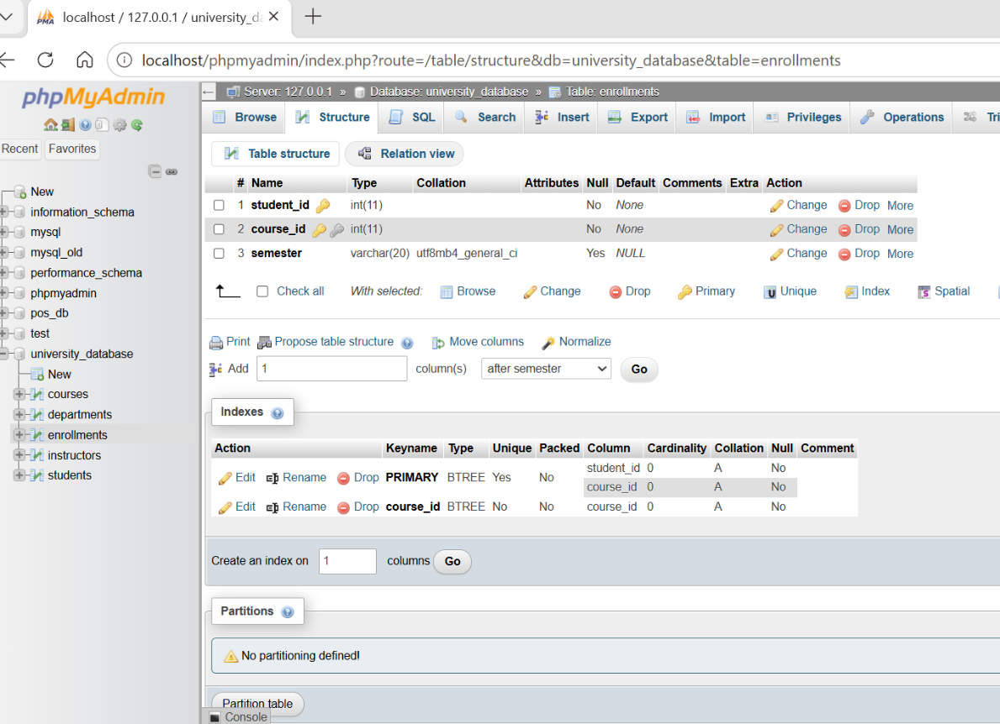 localhost / 127.0.0.1 / university_da
localhost/phpmyadmin/index.php?route=/table/structure&db=university_database&table=enrollments
phpMyAdmin
Recent Favorites
New
information_schema
mysql
mysql_old
performance_schema
phpmyadmin
pos_db
test
university_database
New
courses
departments
enrollments
instructors
students
Server: 127.0.0.1 » Database: university_database » Table: enrollments
Browse Structure SQL Search Insert Export Import Privileges Operations Tri
Table structure Relation view
# Name Type Collation Attributes Null Default Comments Extra Action
1 student_id int(11) No None Change Drop More
2 course_id int(11) No None Change Drop More
3 semester varchar(20) utf8mb4_general_ci Yes NULL Change Drop More
Check all With selected: Browse Change Drop Primary Unique Index Spatial
Print Propose table structure Move columns Normalize
Add 1 column(s) after semester Go
Indexes
Action Keyname Type Unique Packed Column Cardinality Collation Null Comment
Edit Rename Drop PRIMARY BTREE Yes No student_id 0 A No
course_id 0 A No
Edit Rename Drop course_id BTREE No No course_id 0 A No
Create an index on 1 columns Go
Partitions
No partitioning defined!
Partition table
Console